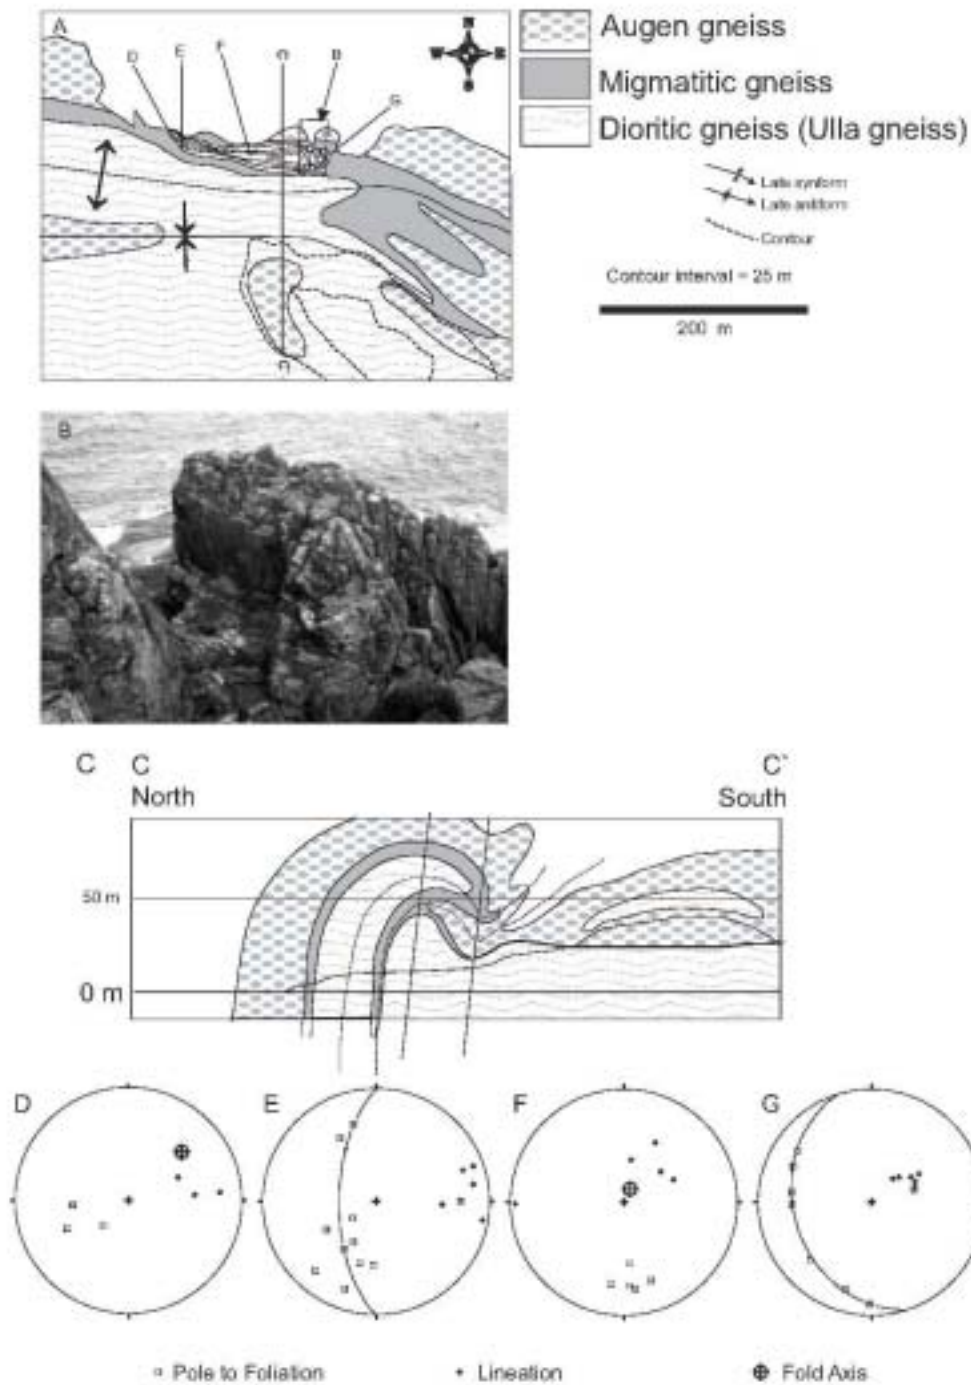 A
D E F C B
G
N
W E
S
Augen gneiss
Migmatitic gneiss
Dioritic gneiss (Ulla gneiss)
Late synform
Late antiform
Contour
Contour interval = 25 m
200 m
C'
B
C C C`
North South
50 m
0 m
D E F G
Pole to Foliation Lineation Fold Axis